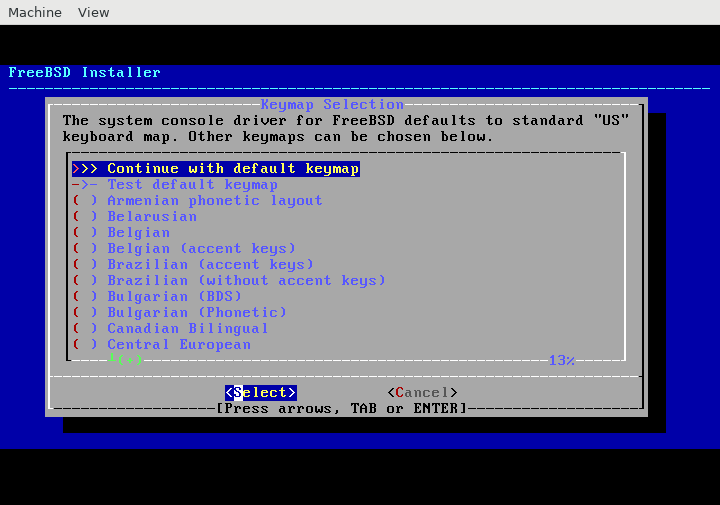 Machine View
FreeBSD Installer
Keymap Selection
The system console driver for FreeBSD defaults to standard "US"
keyboard map. Other keymaps can be chosen below.
>>> Continue with default keymap
->- Test default keymap
( ) Armenian phonetic layout
( ) Belarusian
( ) Belgian
( ) Belgian (accent keys)
( ) Brazilian (accent keys)
( ) Brazilian (without accent keys)
( ) Bulgarian (BDS)
( ) Bulgarian (Phonetic)
( ) Canadian Bilingual
( ) Central European
┴(+) 13%
<Select> <Cancel>
[Press arrows, TAB or ENTER]